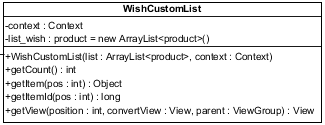 WishCustomList
-context : Context
-list_wish : product = new ArrayList<product>()
+WishCustomList(list : ArrayList<product>, context : Context)
+getCount() : int
+getItem(pos : int) : Object
+getItemId(pos : int) : long
+getView(position : int, convertView : View, parent : ViewGroup) : View